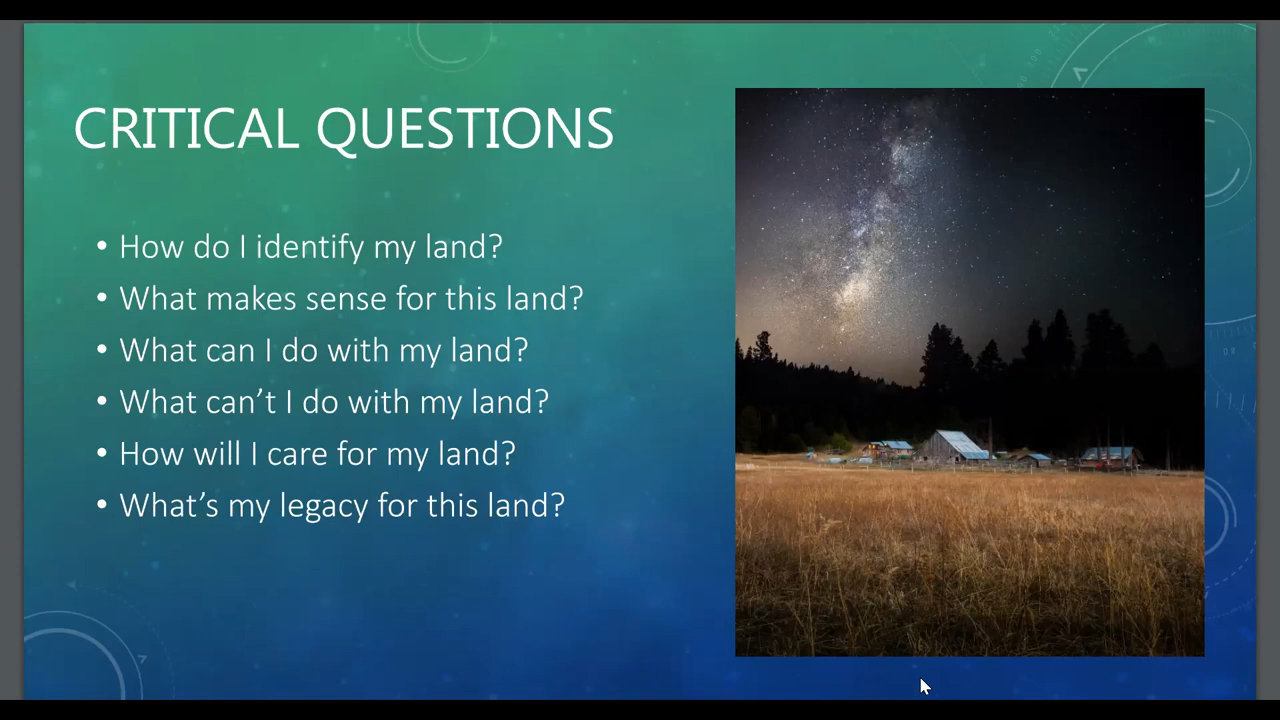 CRITICAL QUESTIONS
• How do I identify my land?
• What makes sense for this land?
• What can I do with my land?
• What can’t I do with my land?
• How will I care for my land?
• What’s my legacy for this land?